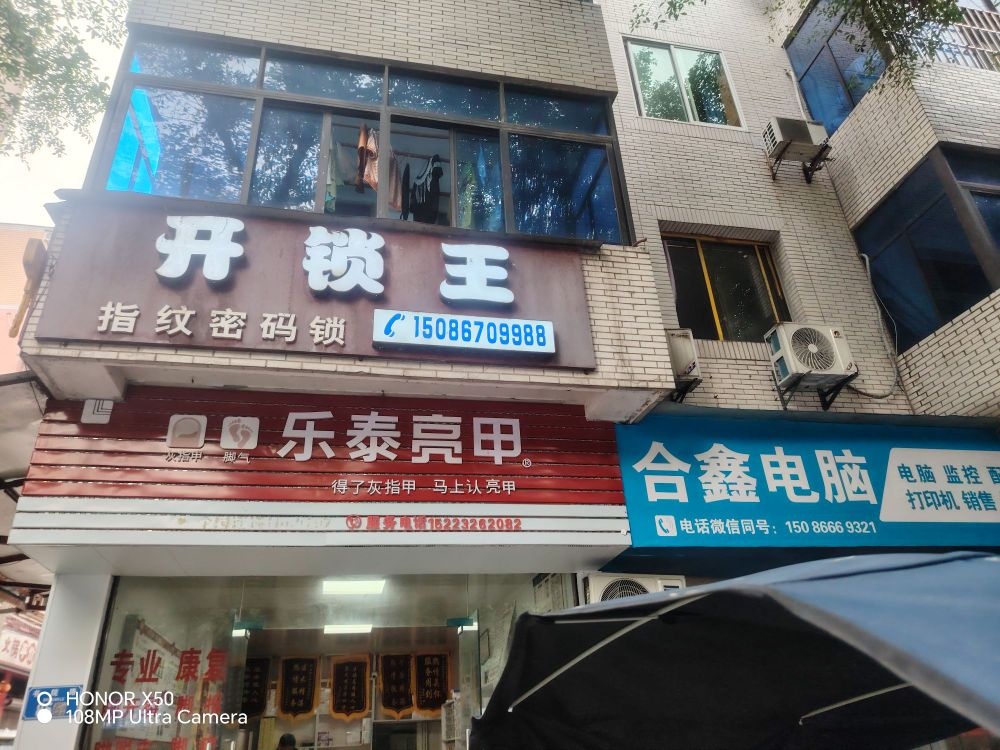 开锁王
指纹密码锁
15086709988
乐泰亮甲®
灰指甲 脚气
得了灰指甲 马上认亮甲
服务电话15223262082
合鑫电脑
电脑 监控
打印机 销售
电话微信同号：150 8666 9321
专业 康复
HONOR X50
108MP Ultra Camera